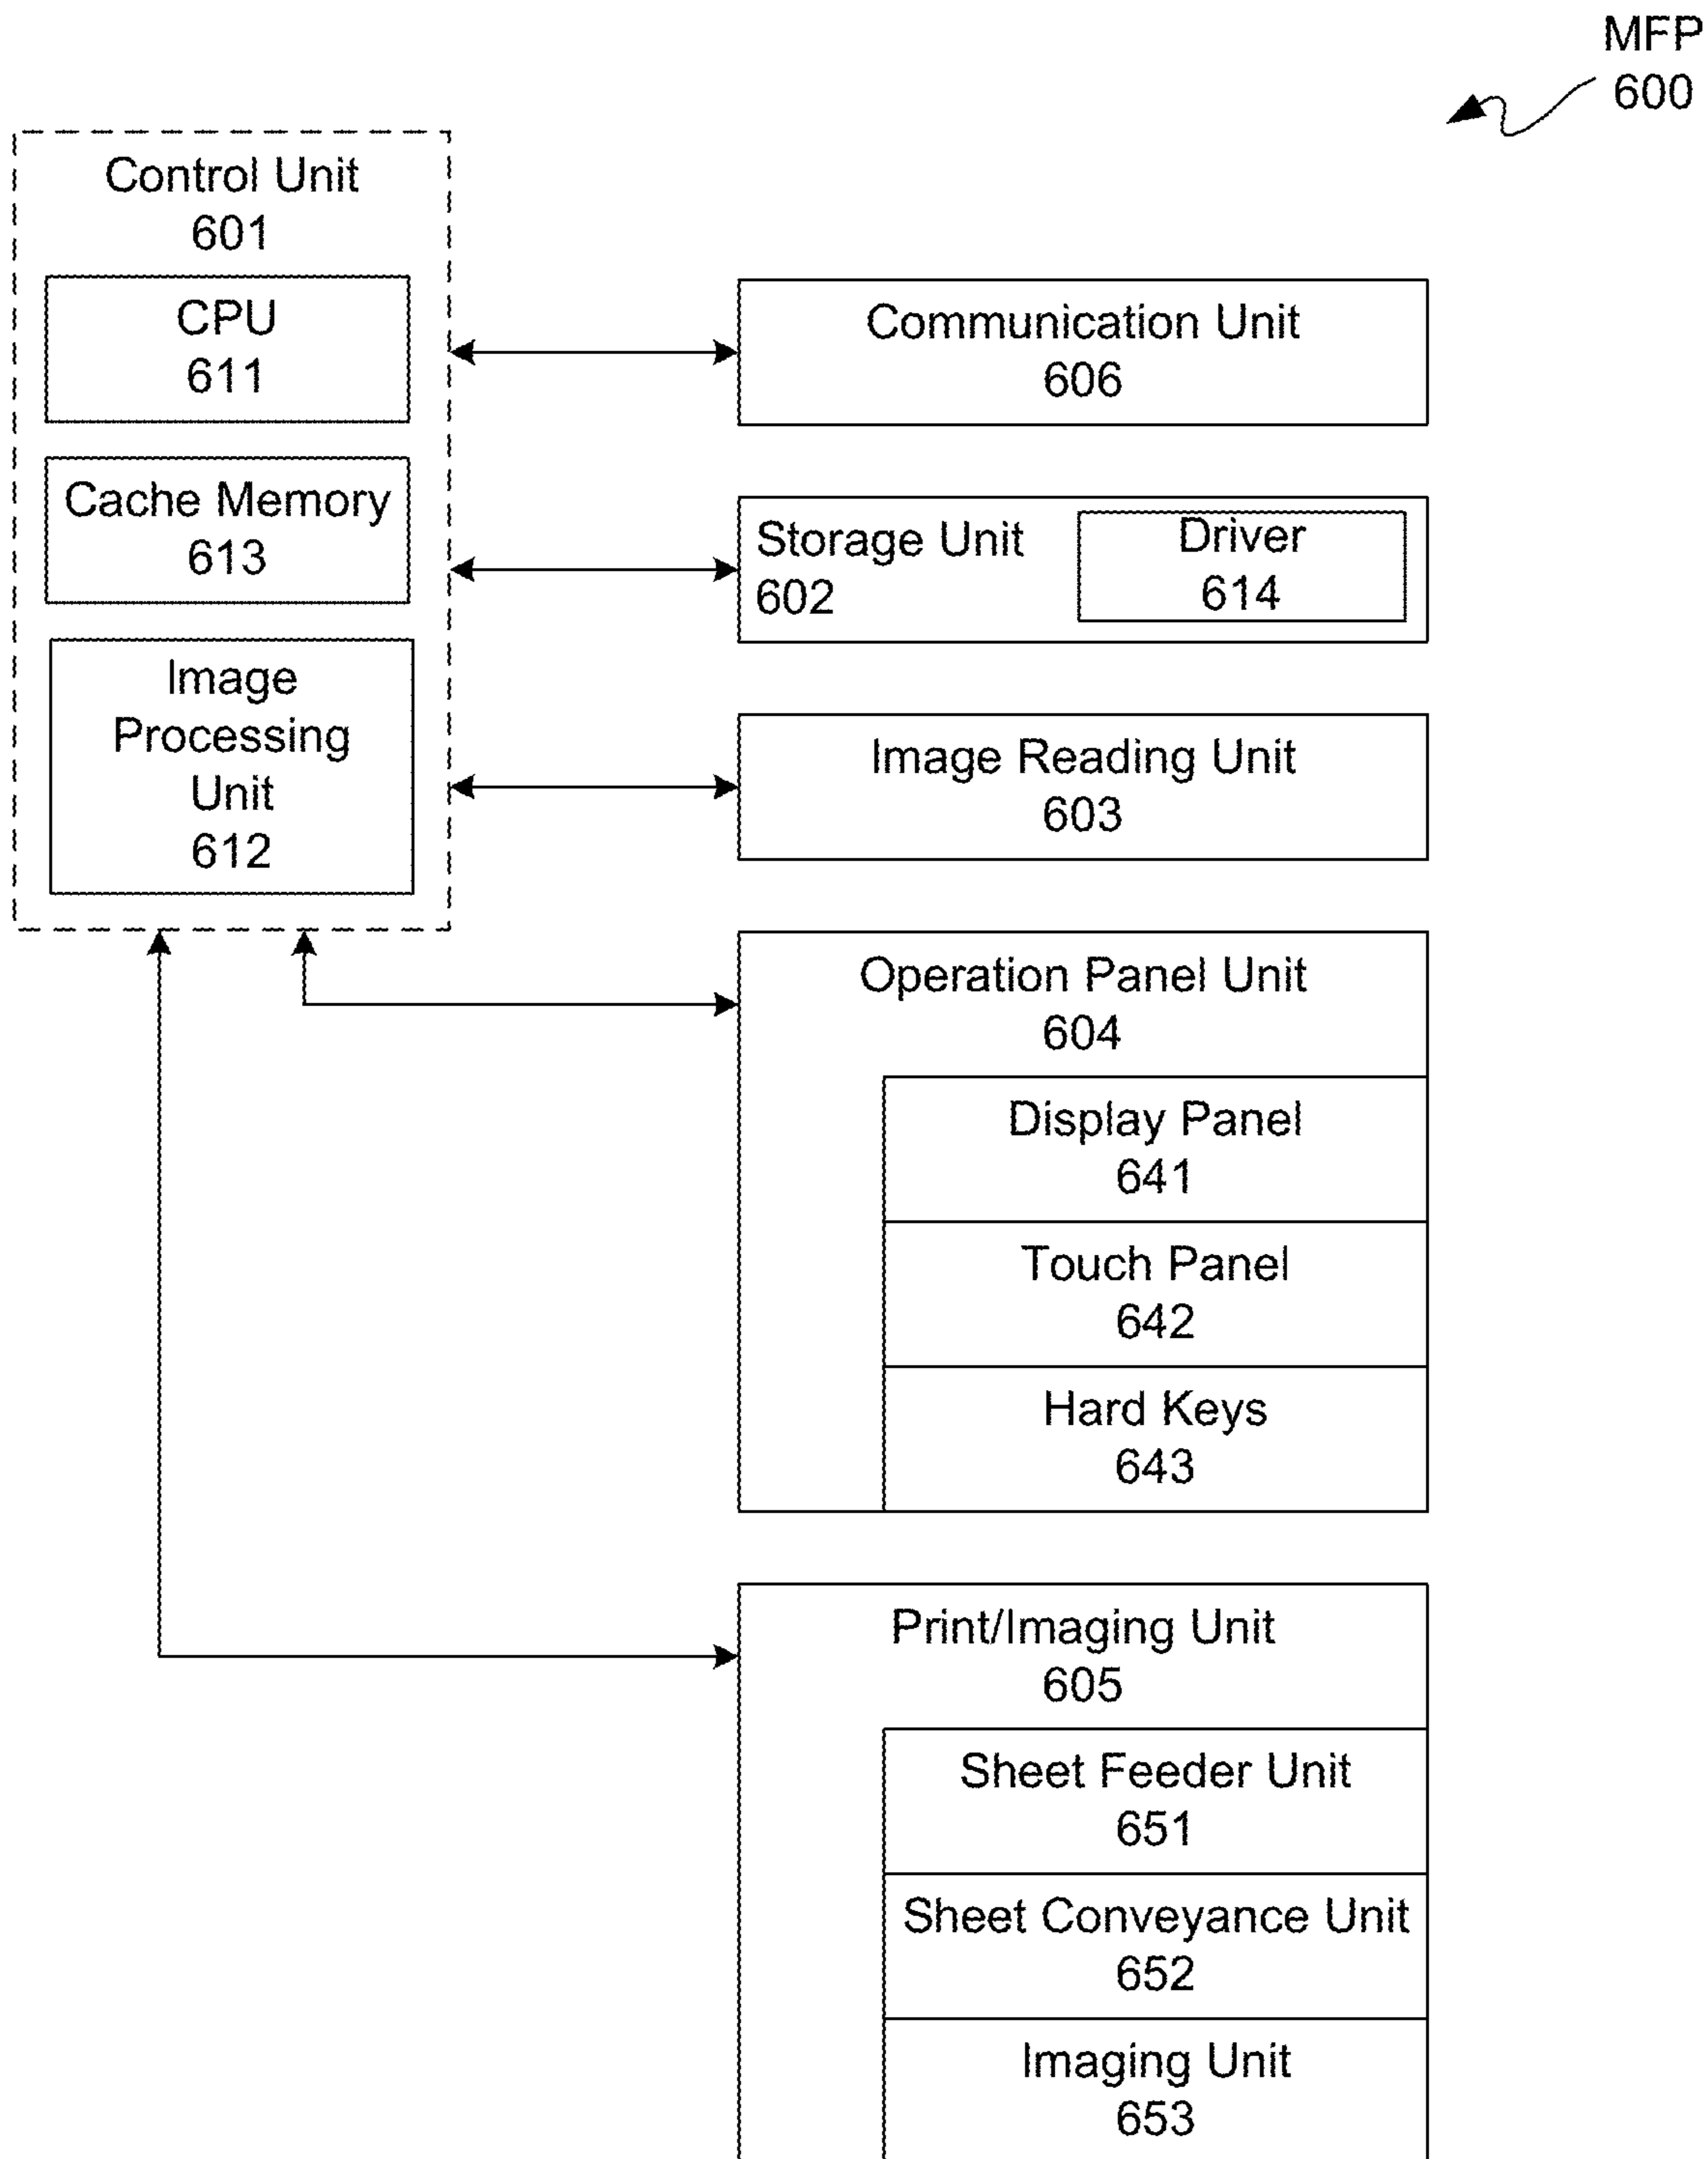 MFP
600
Control Unit
601
CPU
611
Cache Memory
613
Image
Processing
Unit
612
Communication Unit
606
Storage Unit
602
Driver
614
Image Reading Unit
603
Operation Panel Unit
604
Display Panel
641
Touch Panel
642
Hard Keys
643
Print/Imaging Unit
605
Sheet Feeder Unit
651
Sheet Conveyance Unit
652
Imaging Unit
653